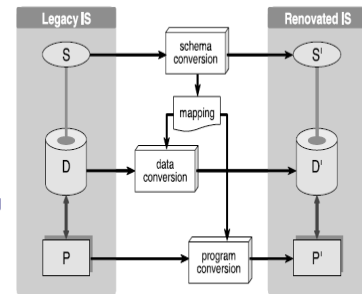 Legacy IS
Renovated IS
S
schema
conversion
S'
mapping
D
data
conversion
D'
P
program
conversion
P'